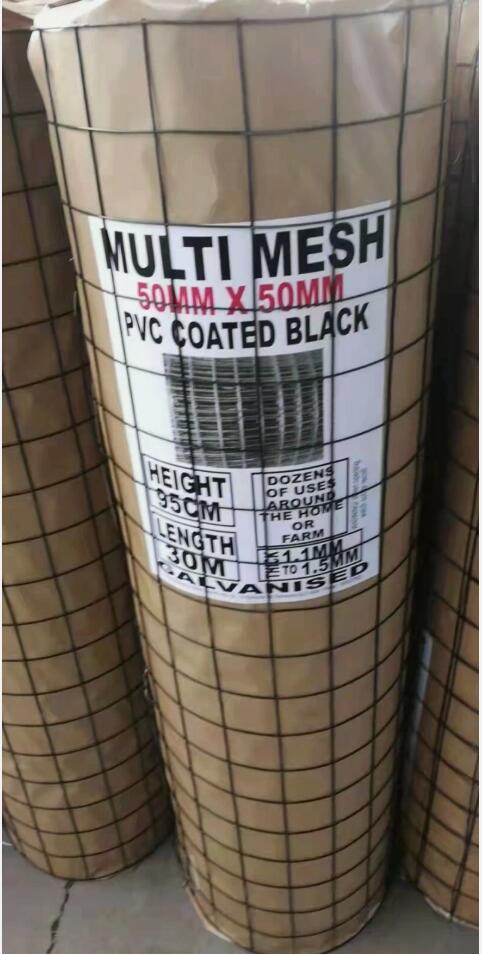 MULTI MESH
50MM X 50MM
PVC COATED BLACK
HEIGHT
95CM
LENGTH
30M
DOZENS
OF USES
AROUND
THE HOME
OR
FARM
THICK
1.1MM
TO 1.5MM
GALVANISED